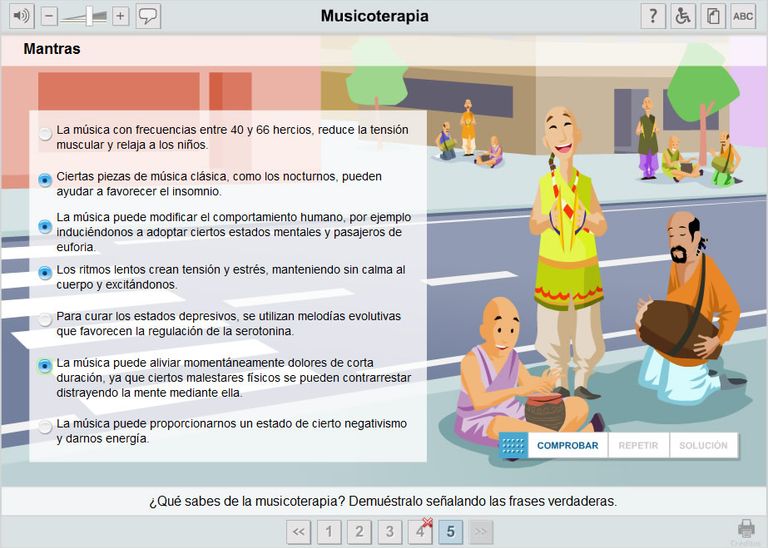 Musicoterapia
?
ABC
Mantras
La música con frecuencias entre 40 y 66 hercios, reduce la tensión
muscular y relaja a los niños.
Ciertas piezas de música clásica, como los nocturnos, pueden
ayudar a favorecer el insomnio.
La música puede modificar el comportamiento humano, por ejemplo
induciéndonos a adoptar ciertos estados mentales y pasajeros de
euforia.
Los ritmos lentos crean tensión y estrés, manteniendo sin calma al
cuerpo y excitándonos.
Para curar los estados depresivos, se utilizan melodías evolutivas
que favorecen la regulación de la serotonina.
La música puede aliviar momentáneamente dolores de corta
duración, ya que ciertos malestares físicos se pueden contrarrestar
distrayendo la mente mediante ella.
La música puede proporcionarnos un estado de cierto negativismo
y darnos energía.
COMPROBAR REPETIR SOLUCIÓN
¿Qué sabes de la musicoterapia? Demuéstralo señalando las frases verdaderas.
<< 1 2 3 4 5 >>
Créditos